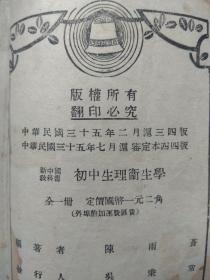 版權所有
翻印必究
中華民國三十五年二月滬三四版
中華民國三十五年七月滬審定本四四版
新中國教科書 初中生理衛生學
全一冊 定價國幣一元二角
(外埠酌加運費匯費)
編著者 陳雨蒼
發行人 吳秉常